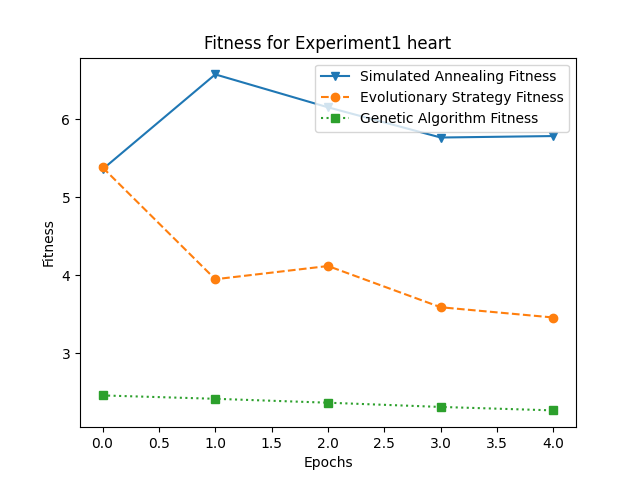 Fitness for Experiment1 heart
Simulated Annealing Fitness
Evolutionary Strategy Fitness
Genetic Algorithm Fitness
Fitness
6
5
4
3
0.0 0.5 1.0 1.5 2.0 2.5 3.0 3.5 4.0
Epochs